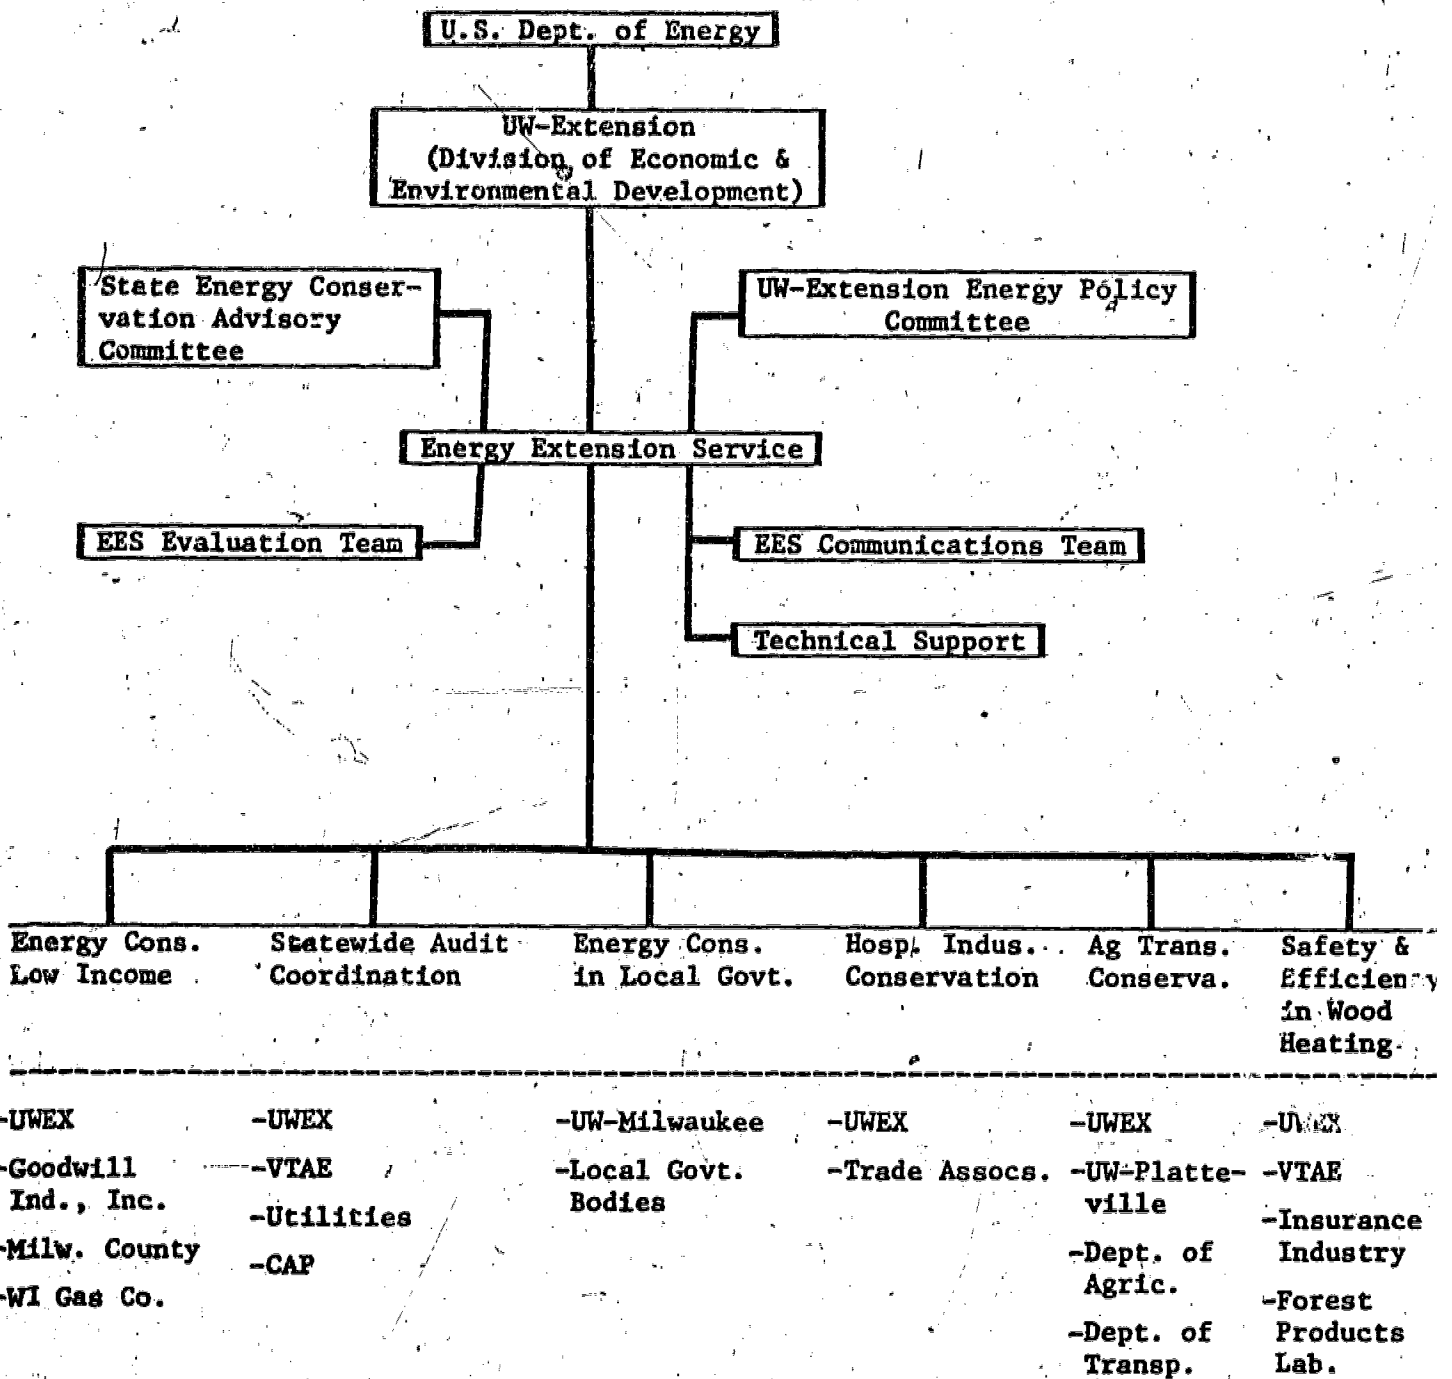 U.S. Dept. of Energy
UW-Extension
(Division of Economic &
Environmental Development)
State Energy Conser-
vation Advisory
Committee
UW-Extension Energy Policy
Committee
Energy Extension Service
EES Evaluation Team
EES Communications Team
Technical Support
Energy Cons.
Low Income
Statewide Audit
Coordination
Energy Cons.
in Local Govt.
Hosp. Indus.
Conservation
Ag Trans.
Conserva.
Safety &
Efficiency
in Wood
Heating
-UWEX
-Goodwill
Ind., Inc.
-Milw. County
-WI Gas Co.
-UWEX
-VTAE
-Utilities
-CAP
-UW-Milwaukee
-Local Govt.
Bodies
-UWEX
-Trade Assocs.
-UWEX
-UW-Platte-
ville
-Dept. of
Agric.
-Dept. of
Transp.
-UWEX
-VTAE
-Insurance
Industry
-Forest
Products
Lab.